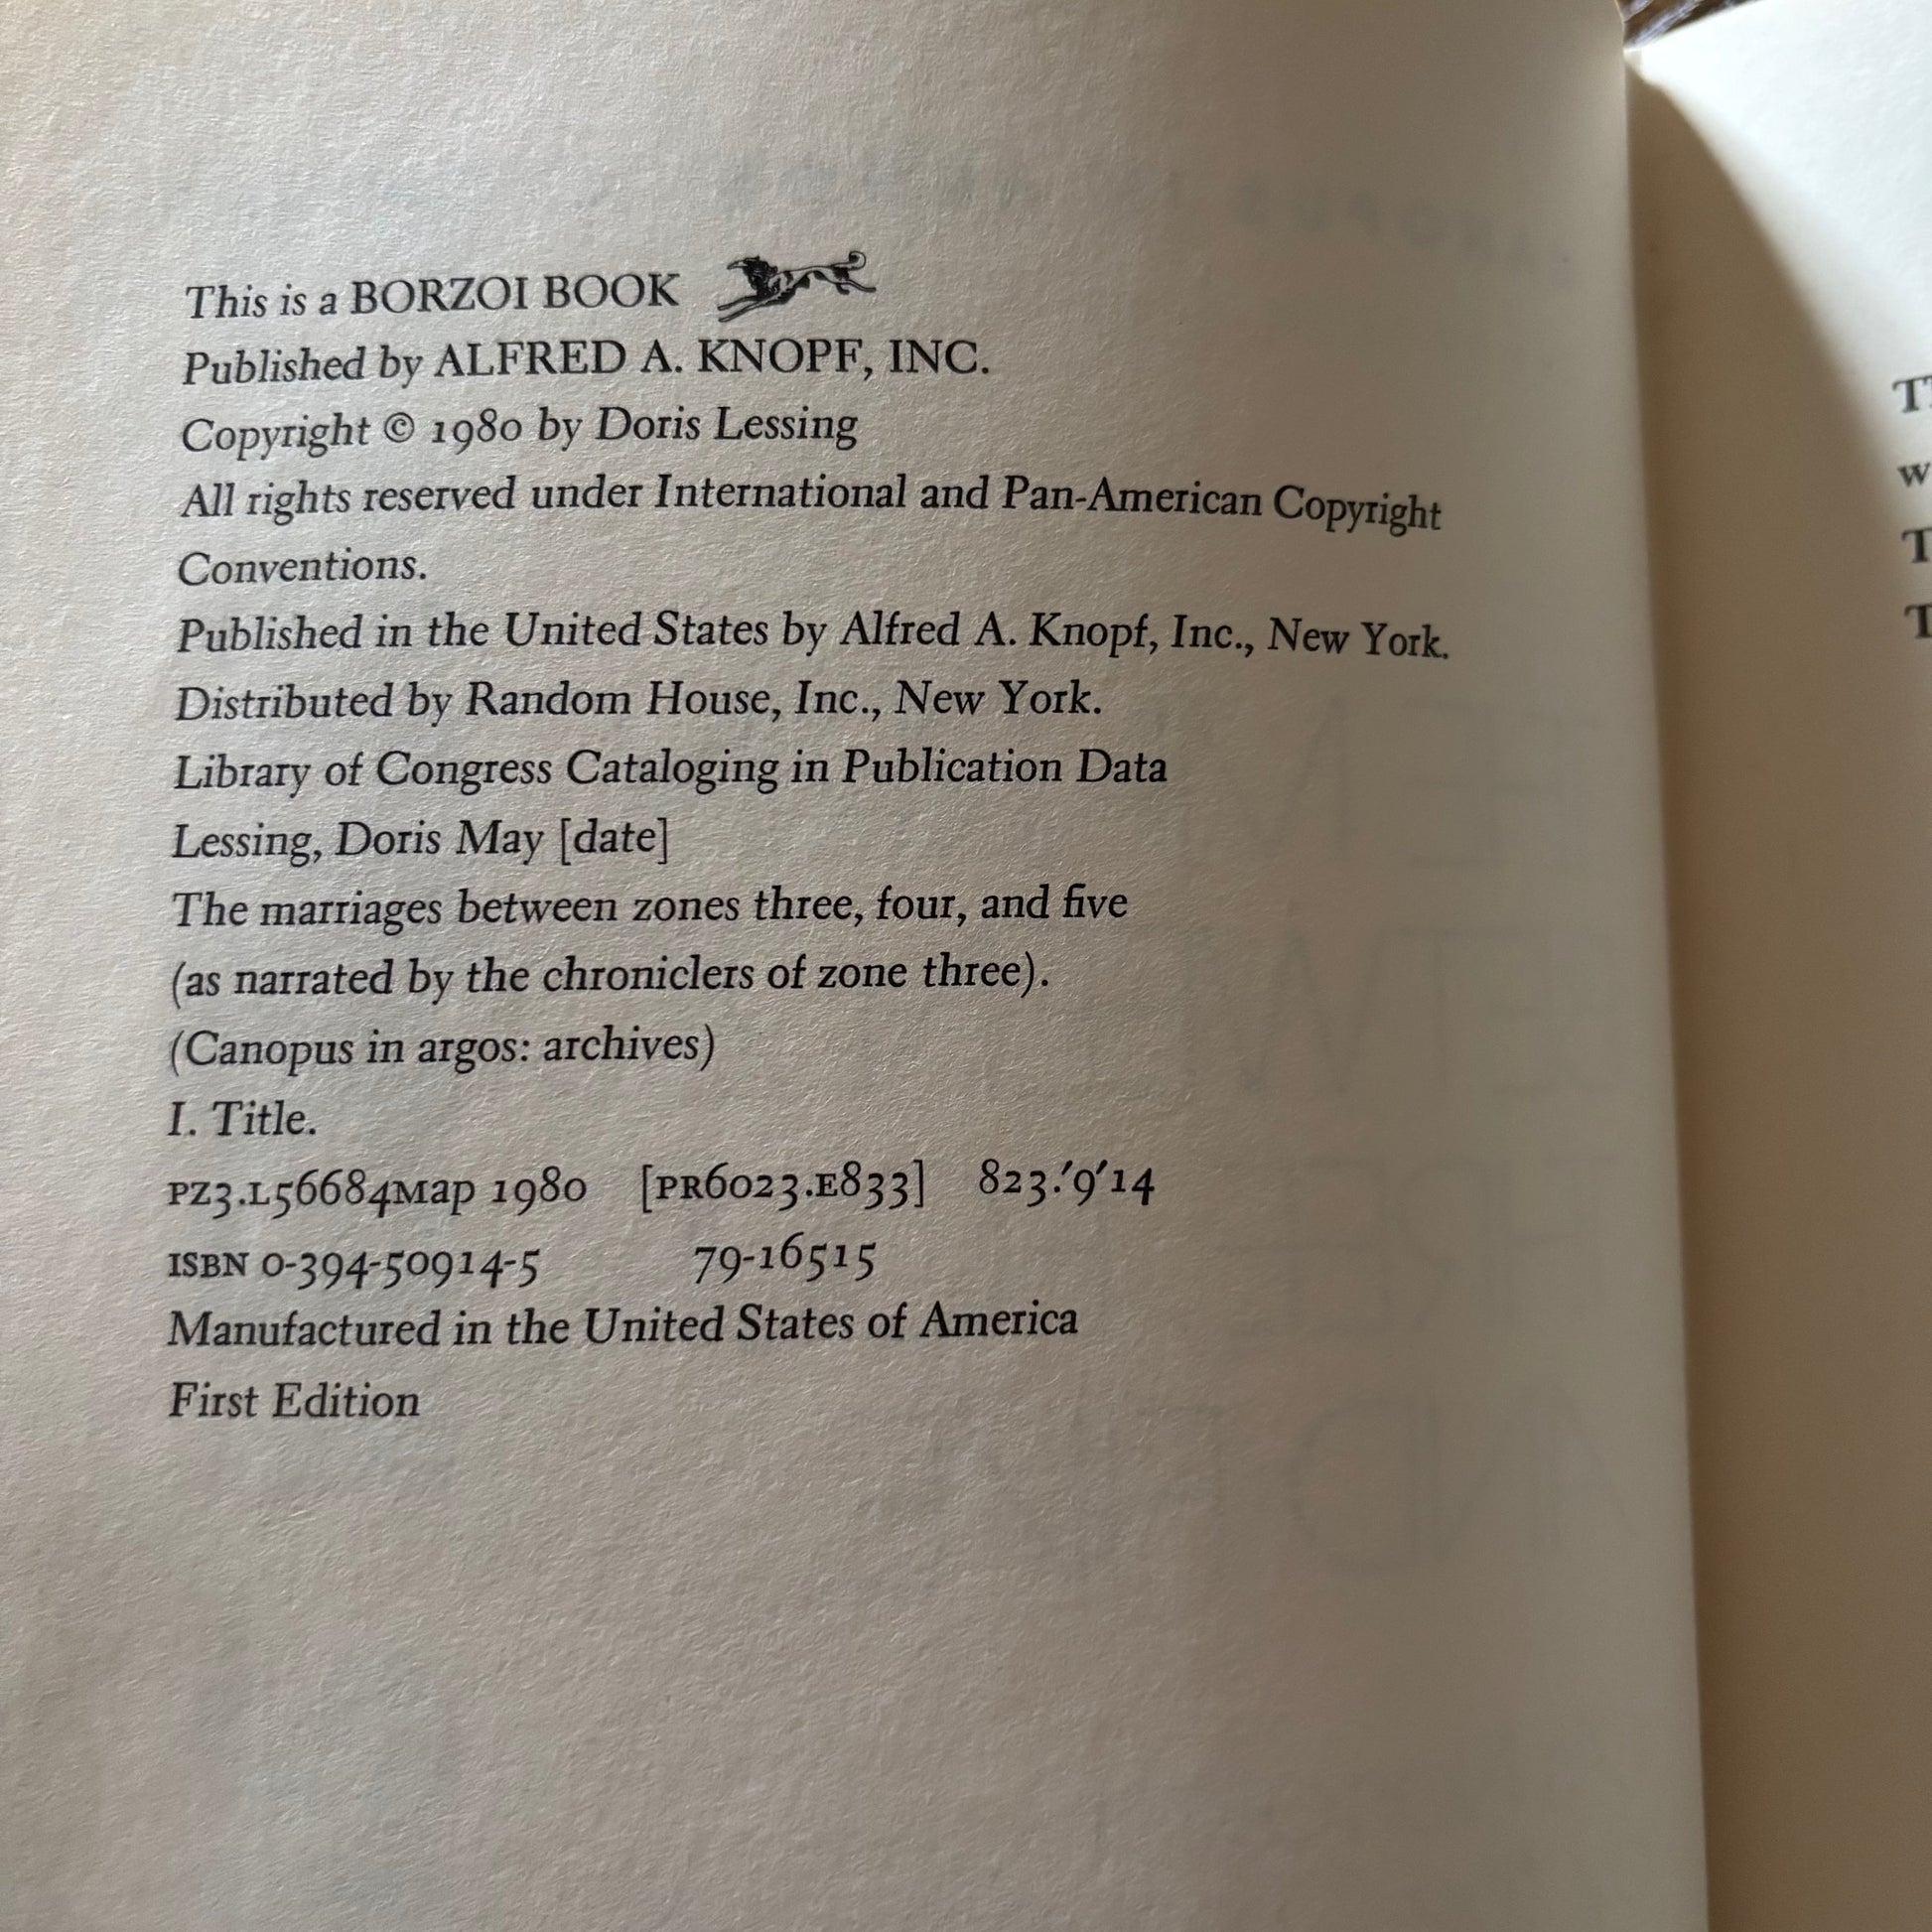 This is a BORZOI BOOK
Published by ALFRED A. KNOPF, INC.
Copyright © 1980 by Doris Lessing
All rights reserved under International and Pan-American Copyright
Conventions.
Published in the United States by Alfred A. Knopf, Inc., New York.
Distributed by Random House, Inc., New York.
Library of Congress Cataloging in Publication Data
Lessing, Doris May [date]
The marriages between zones three, four, and five
(as narrated by the chroniclers of zone three).
(Canopus in argos: archives)
I. Title.
PZ3.L56684Map 1980 [PR6023.E833] 823.'9'14
ISBN 0-394-50914-5 79-16515
Manufactured in the United States of America
First Edition